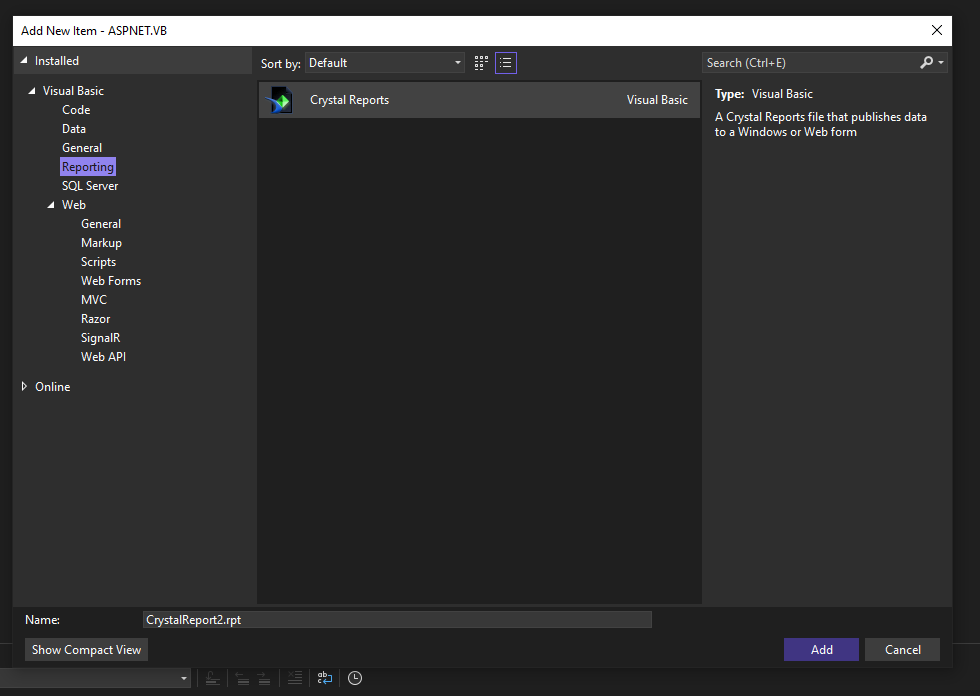 Add New Item - ASPNET.VB
Installed
Sort by: Default
Search (Ctrl+E)
Visual Basic
Code
Data
General
Reporting
SQL Server
Web
General
Markup
Scripts
Web Forms
MVC
Razor
SignalR
Web API
Online
Crystal Reports Visual Basic
Type: Visual Basic
A Crystal Reports file that publishes data
to a Windows or Web form
Name: CrystalReport2.rpt
Show Compact View
Add Cancel